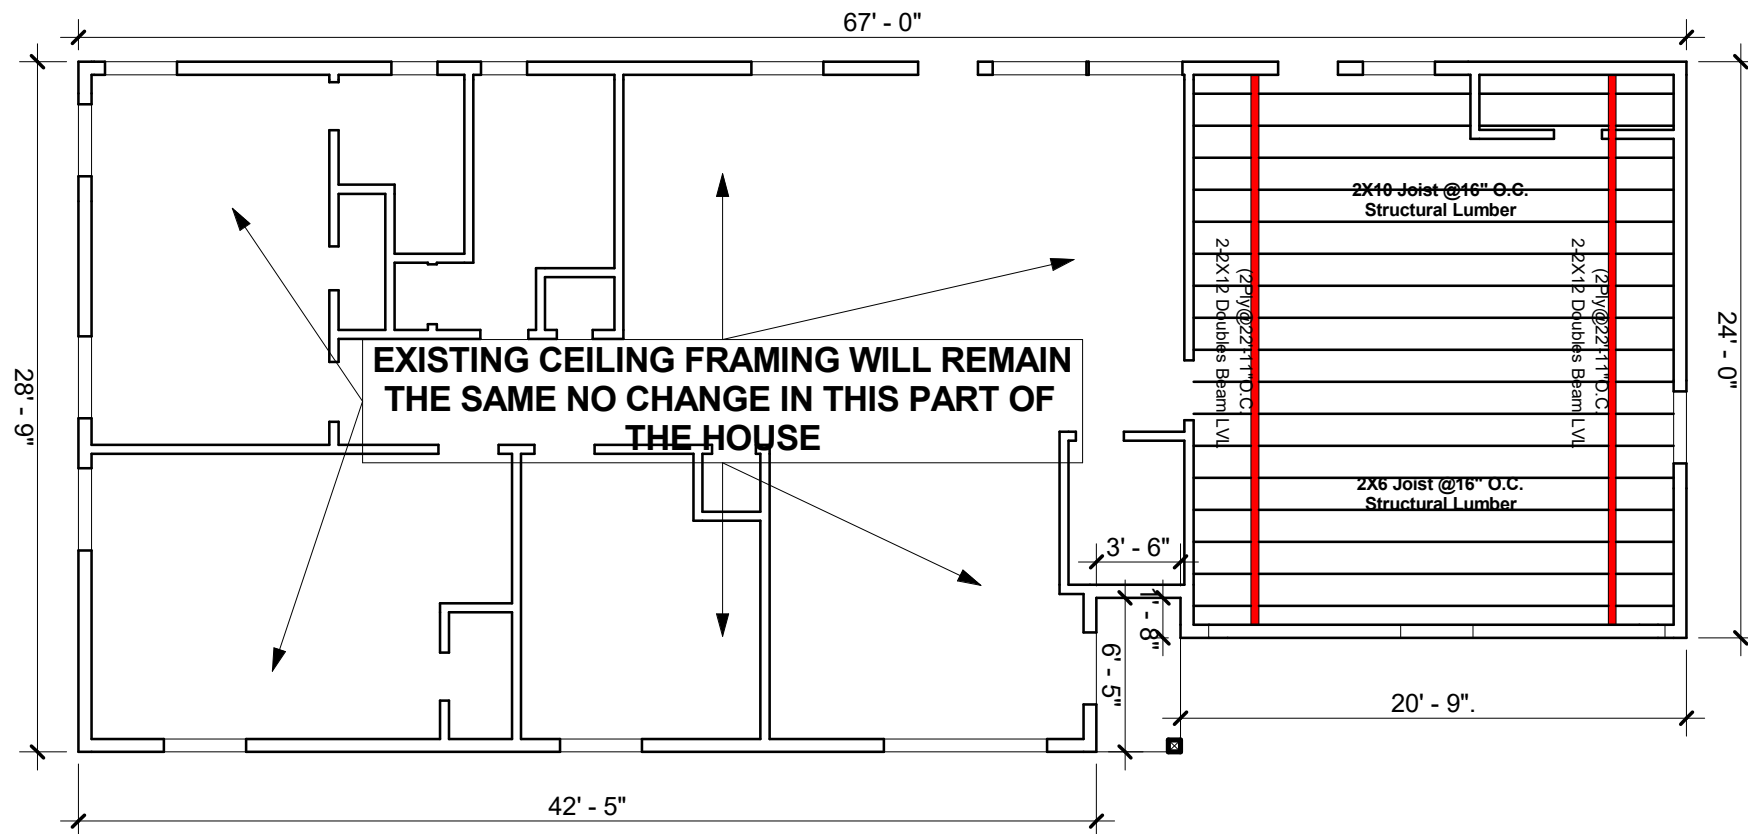 67' - 0"
2X10 Joist @16" O.C.
Structural Lumber
2-2X12 Doubles Beam LVL
(2Ply@22'-11"O.C.
2-2X12 Doubles Beam LVL
(2Ply@22'-11"O.C.
24' - 0"
28' - 9"
EXISTING CEILING FRAMING WILL REMAIN
THE SAME NO CHANGE IN THIS PART OF
THE HOUSE
2X6 Joist @16" O.C.
Structural Lumber
3' - 6"
1' - 8"
6' - 5"
20' - 9".
42' - 5"